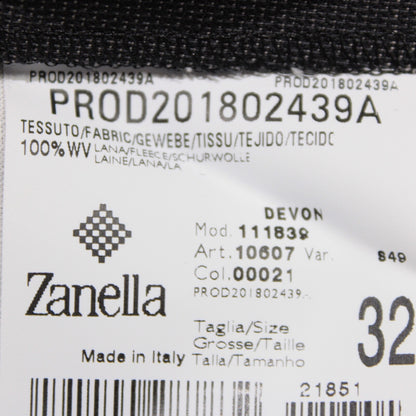 PROD201802439A PROD201802439A
PROD201802439A
TESSUTO/FABRIC/GEWEBE/TISSU/TEJIDO/TECIDO
100%WV LANA/FLEECE/SCHURWOLLE
LAINE/LANA/LA
DEVON
Mod. 111839
Art. 10607 Var. 849
Col. 00021
PROD201802439
Zanella
Taglia/Size
Grosse/Taille
Talla/Tamanho
32
Made in Italy
21851